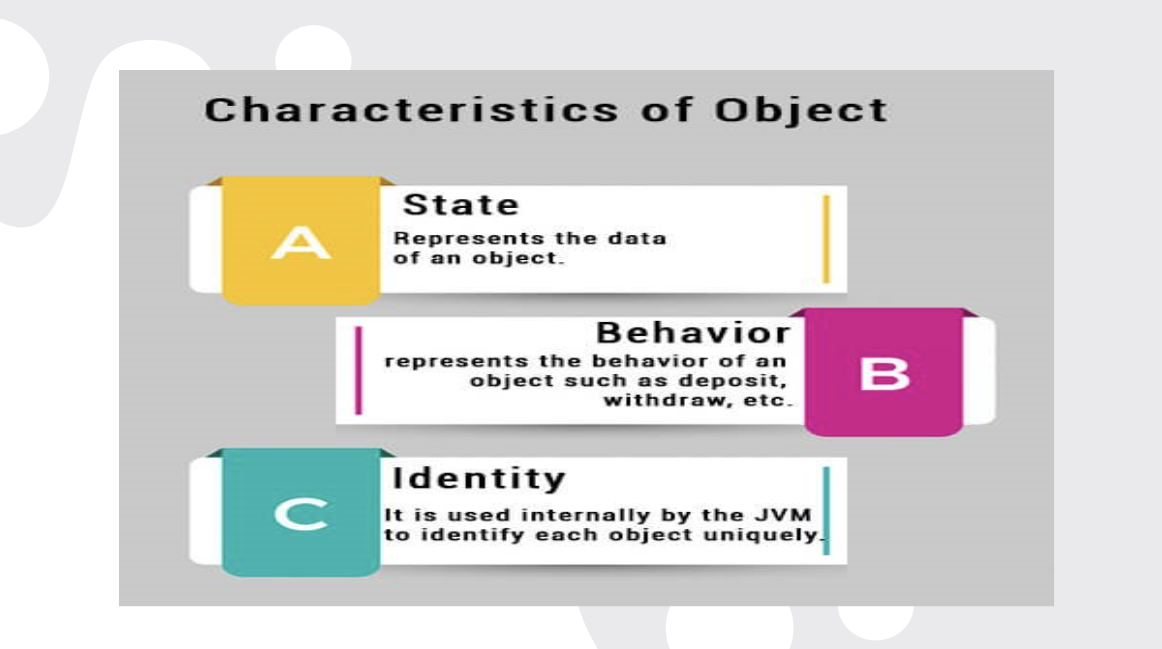 Characteristics of Object
A
State
Represents the data
of an object.
Behavior
represents the behavior of an
object such as deposit,
withdraw, etc.
B
C
Identity
It is used internally by the JVM
to identify each object uniquely.